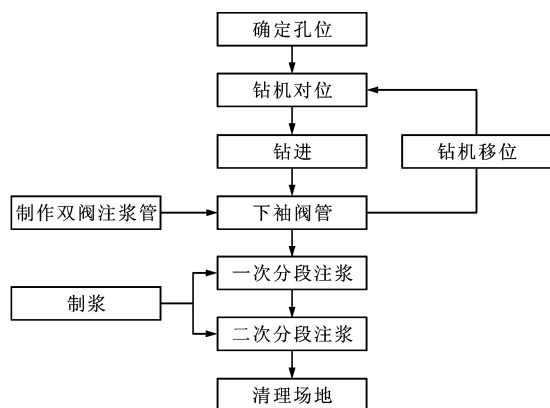 确定孔位
钻机对位
钻进
钻机移位
制作双阀注浆管
下袖阀管
一次分段注浆
制浆
二次分段注浆
清理场地